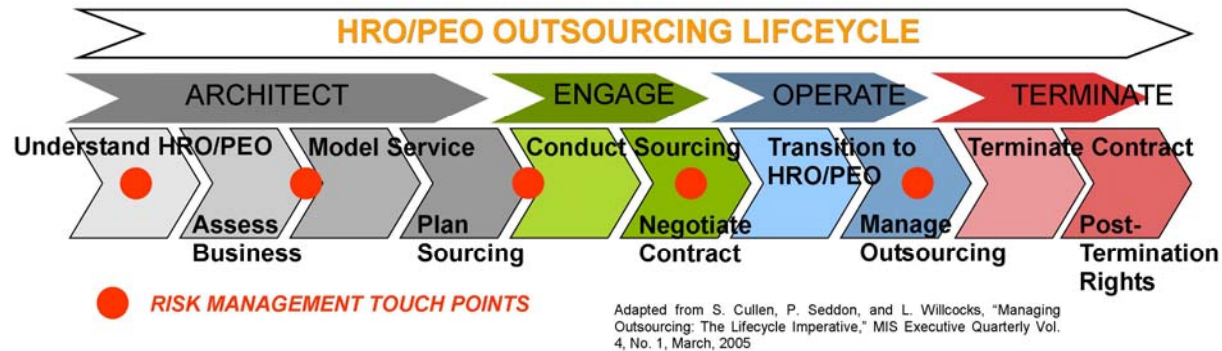 HRO/PEO OUTSOURCING LIFCEYCLE
ARCHITECT
ENGAGE
OPERATE
TERMINATE
Understand HRO/PEO
Assess
Business
Model Service
Plan
Sourcing
Conduct Sourcing
Negotiate
Contract
Transition to
HRO/PEO
Manage
Outsourcing
Terminate Contract
Post-
Termination
Rights
RISK MANAGEMENT TOUCH POINTS
Adapted from S. Cullen, P. Seddon, and L. Willcocks, "Managing
Outsourcing: The Lifecycle Imperative," MIS Executive Quarterly Vol.
4, No. 1, March, 2005